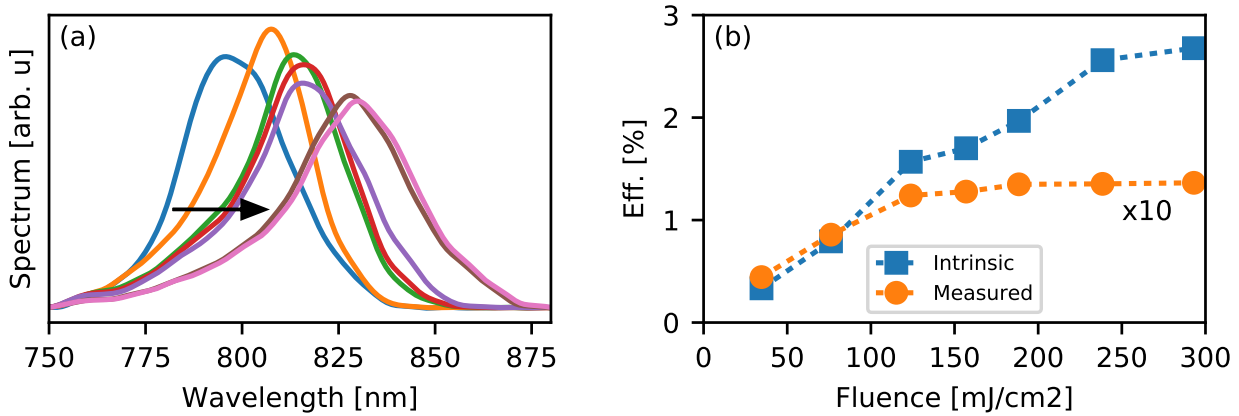 (a)
Spectrum [arb. u]
750 775 800 825 850 875
Wavelength [nm]
(b)
Eff. [%]
3
2
1
0
x10
Intrinsic
Measured
0 50 100 150 200 250 300
Fluence [mJ/cm2]